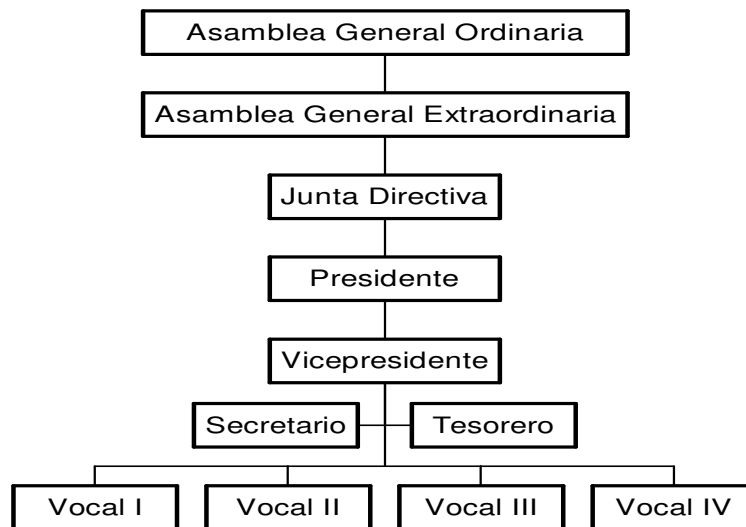 Asamblea General Ordinaria
Asamblea General Extraordinaria
Junta Directiva
Presidente
Vicepresidente
Secretario
Tesorero
Vocal I
Vocal II
Vocal III
Vocal IV